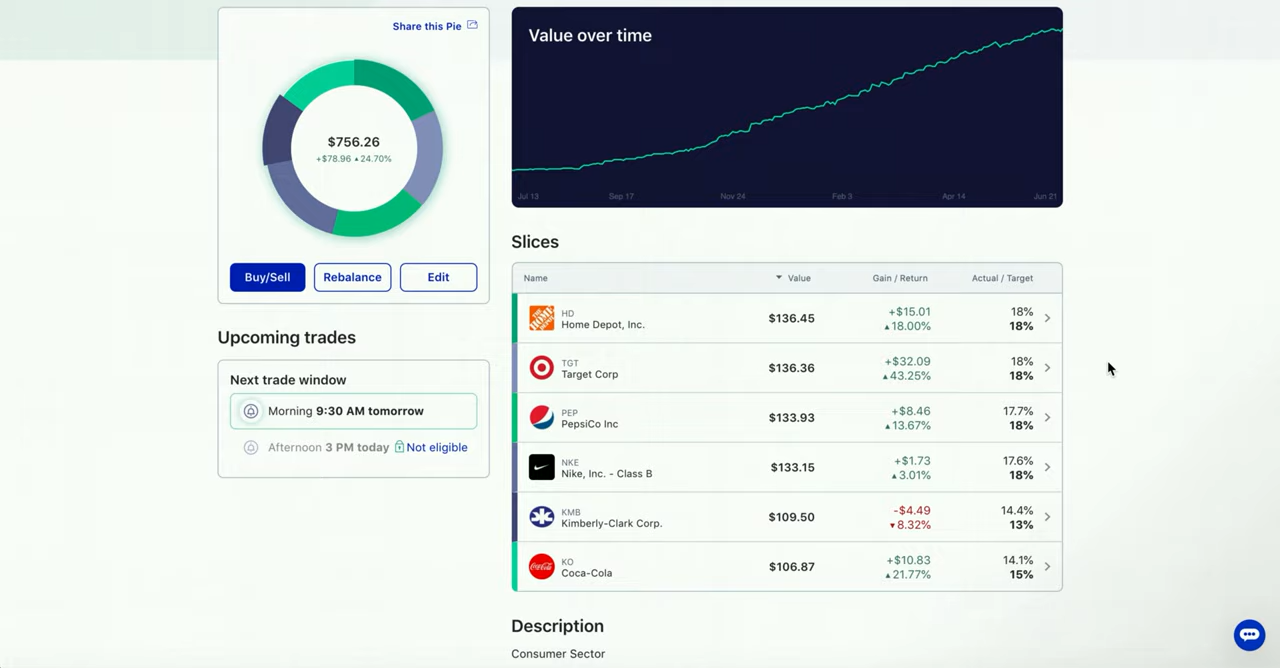 Share this Pie
$756.26
+$78.96 ▲ 24.70%
Buy/Sell
Rebalance
Edit
Upcoming trades
Next trade window
Morning 9:30 AM tomorrow
Afternoon 3 PM today Not eligible
Value over time
Jul 13 Sep 17 Nov 24 Feb 3 Apr 14 Jun 21
Slices
Name Value Gain / Return Actual / Target
HD
Home Depot, Inc.
$136.45
+$15.01
▲18.00%
18%
18%
TGT
Target Corp
$136.36
+$32.09
▲43.25%
18%
18%
PEP
PepsiCo Inc
$133.93
+$8.46
▲13.67%
17.7%
18%
NKE
Nike, Inc. - Class B
$133.15
+$1.73
▲3.01%
17.6%
18%
KMB
Kimberly-Clark Corp.
$109.50
-$4.49
▼8.32%
14.4%
13%
KO
Coca-Cola
$106.87
+$10.83
▲21.77%
14.1%
15%
Description
Consumer Sector